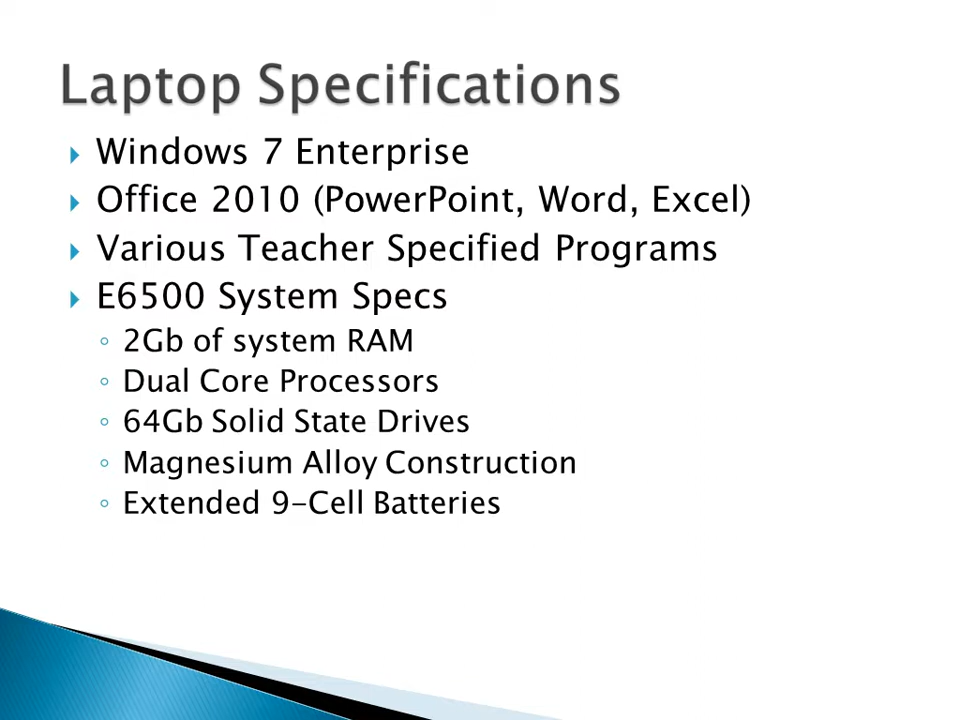 Laptop Specifications
Windows 7 Enterprise
Office 2010 (PowerPoint, Word, Excel)
Various Teacher Specified Programs
E6500 System Specs
2Gb of system RAM
Dual Core Processors
64Gb Solid State Drives
Magnesium Alloy Construction
Extended 9-Cell Batteries